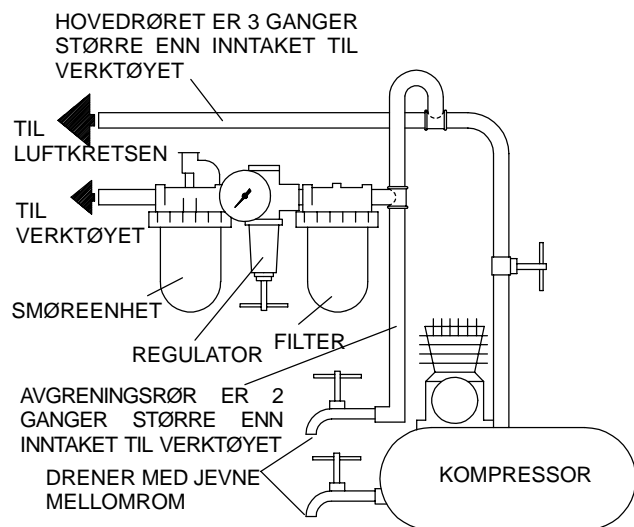 HOVEDRØRET ER 3 GANGER
STØRRE ENN INNTAKET TIL
VERKTØYET
TIL
LUFTKRETSEN
TIL
VERKTØYET
SMØREENHET
REGULATOR
FILTER
AVGRENINGSRØR ER 2
GANGER STØRRE ENN
INNTAKET TIL VERKTØYET
DRENER MED JEVNE
MELLOMROM
KOMPRESSOR